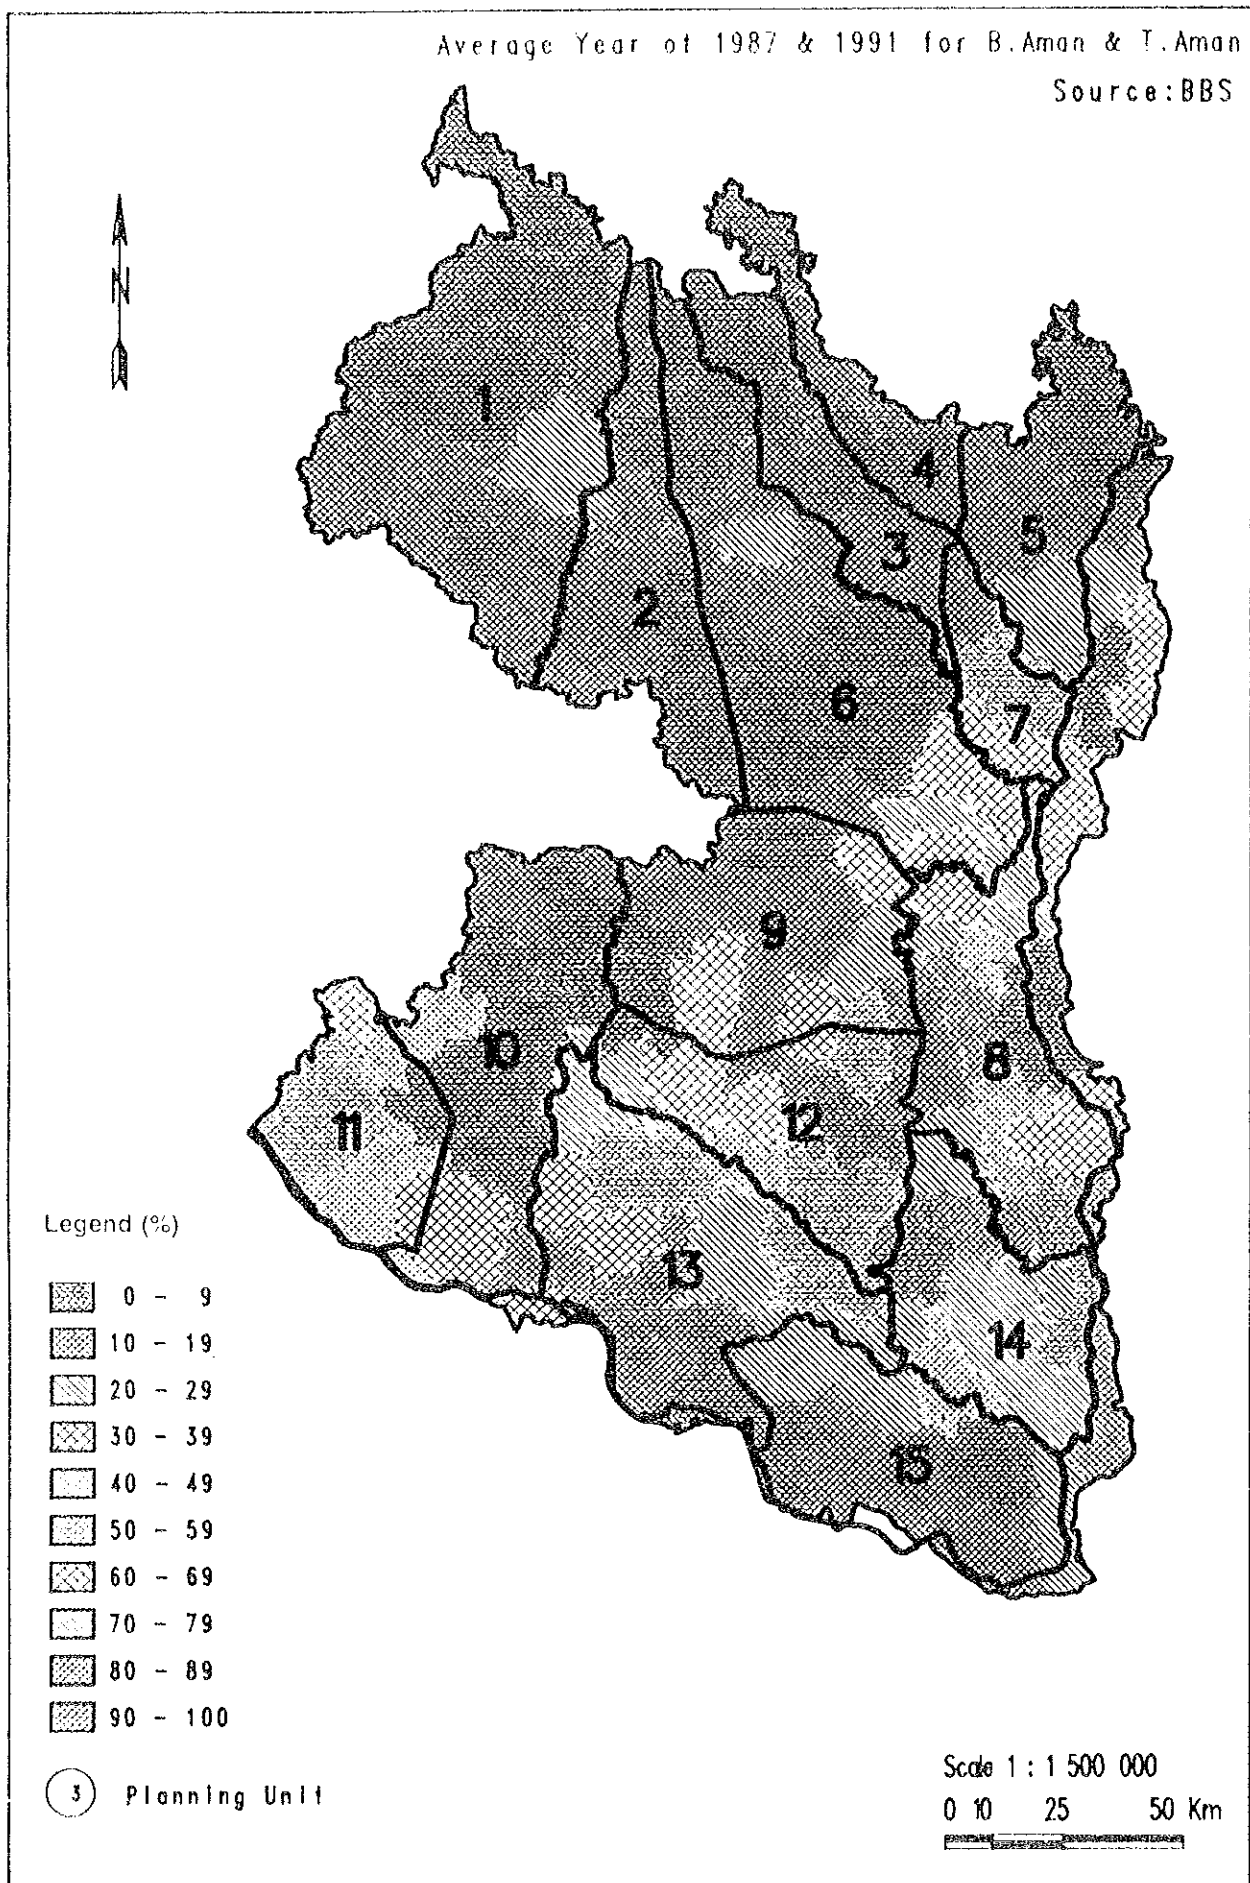 Average Year of 1987 & 1991 for B.Aman & T.Aman
Source:BBS
N
1
2
3
4
5
6
7
8
9
10
11
12
13
14
15
Legend (%)
0 - 9
10 - 19
20 - 29
30 - 39
40 - 49
50 - 59
60 - 69
70 - 79
80 - 89
90 - 100
3 Planning Unit
Scale 1 : 1 500 000
0 10 25 50 Km